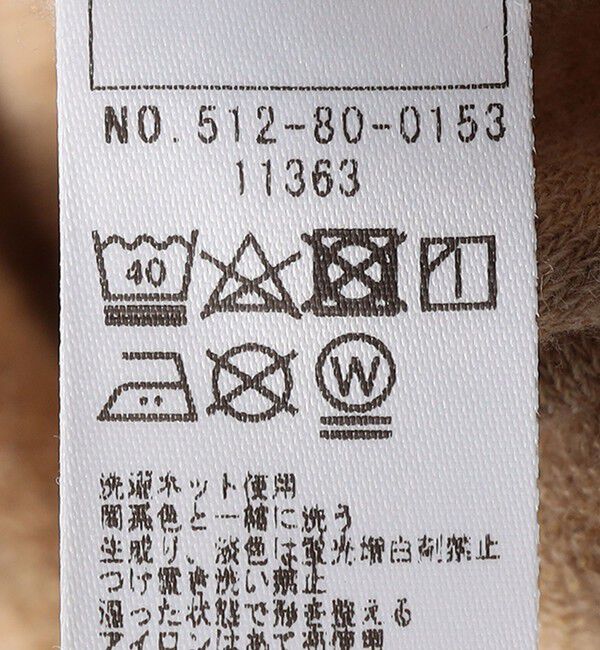 NO. 512-80-0153
11363
40
W
洗濯ネット使用
同系色と一緒に洗う
生成り、淡色は蛍光増白剤禁止
つけ置き洗い禁止
湿った状態で形を整える
アイロンはあて布使用